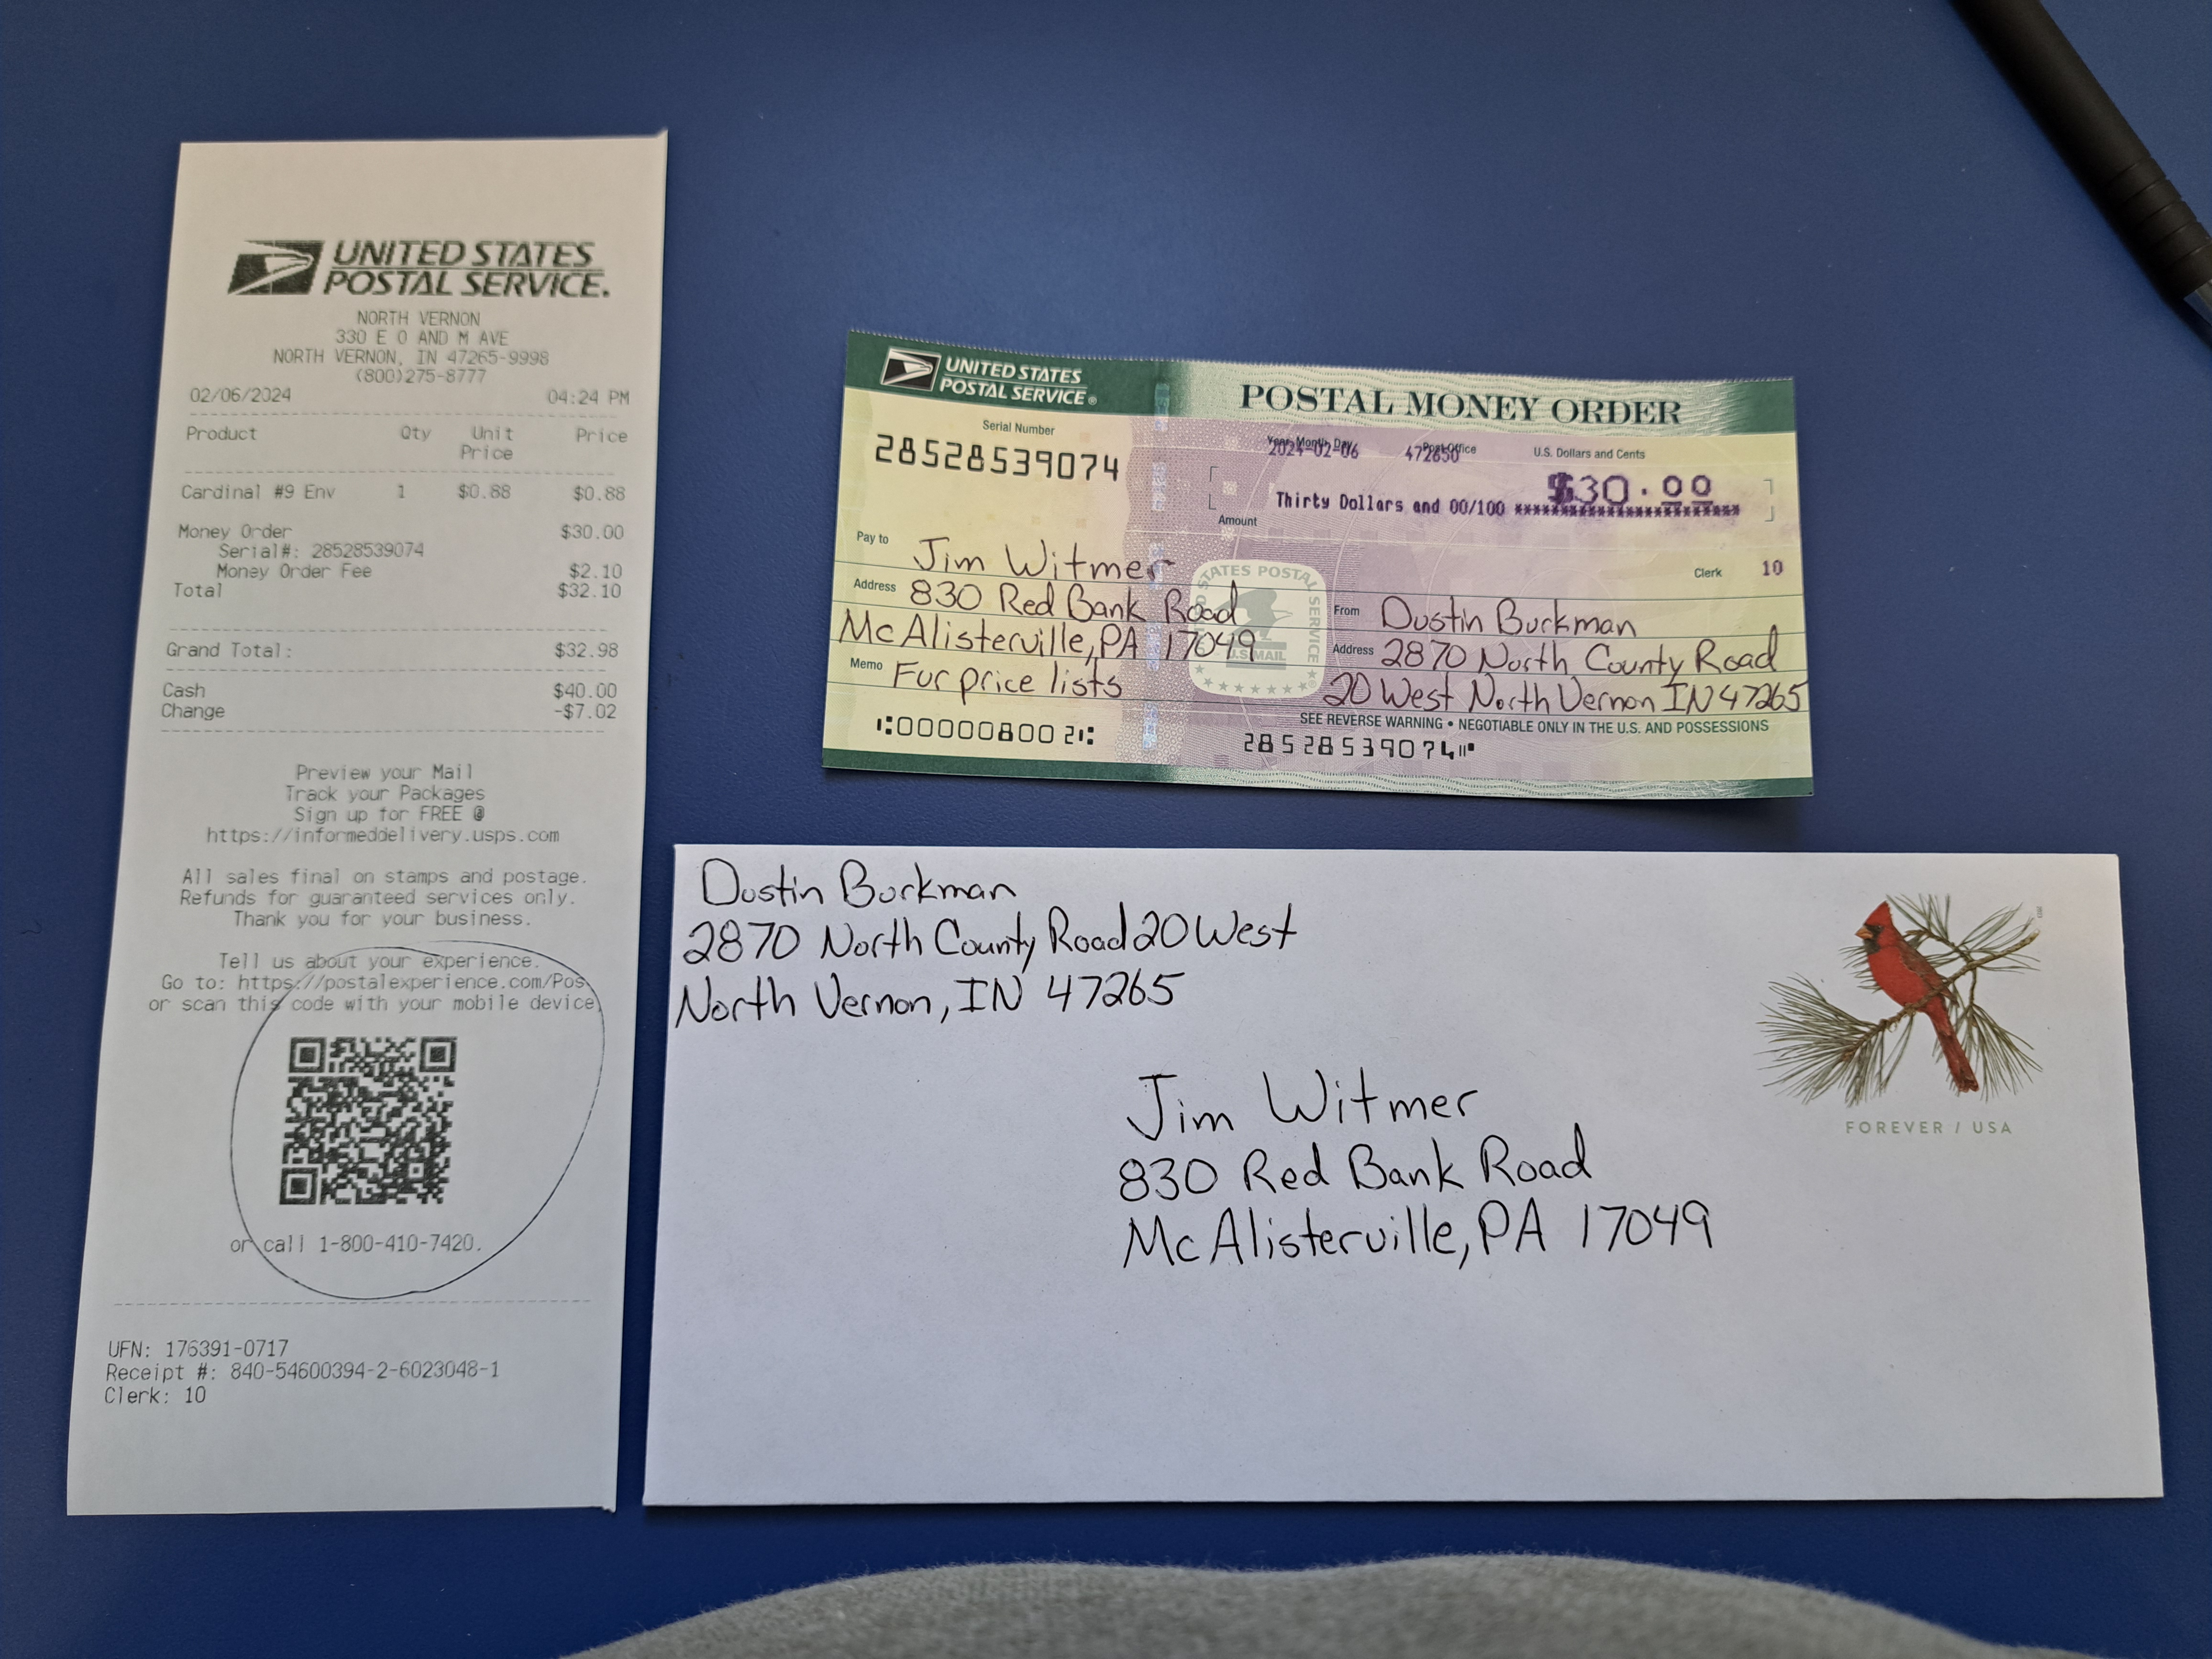 UNITED STATES
POSTAL SERVICE.
NORTH VERNON
330 E O AND M AVE
NORTH VERNON, IN 47265-9998
(800)275-8777
02/06/2024 04:24 PM
Product Qty Unit Price
Price
Cardinal #9 Env 1 $0.88 $0.88
Money Order $30.00
Serial#: 28528539074
Money Order Fee $2.10
Total $32.10
Grand Total: $32.98
Cash $40.00
Change -$7.02
Preview your Mail
Track your Packages
Sign up for FREE @
https://informeddelivery.usps.com
All sales final on stamps and postage.
Refunds for guaranteed services only.
Thank you for your business.
Tell us about your experience.
Go to: https://postalexperience.com/Pos
or scan this code with your mobile device,
or call 1-800-410-7420.
UFN: 176391-0717
Receipt #: 840-54600394-2-6023048-1
Clerk: 10
UNITED STATES
POSTAL SERVICE®
POSTAL MONEY ORDER
Serial Number
28528539074
Year, Month, Day Post Office U.S. Dollars and Cents
2024-02-06 472650
$30.00
Thirty Dollars and 00/100 ***************************
Amount
Pay to Jim Witmer
Clerk 10
Address 830 Red Bank Road
McAlisterville, PA 17049
Memo For price lists
UNITED STATES POSTAL SERVICE
U.S. MAIL
From Dustin Burkman
Address 2870 North County Road
20 West North Vernon IN 47265
SEE REVERSE WARNING • NEGOTIABLE ONLY IN THE U.S. AND POSSESSIONS
⑆000008002⑆ 28528539074⑈
Dustin Burkman
2870 North County Road 20 West
North Vernon, IN 47265
Jim Witmer
830 Red Bank Road
McAlisterville, PA 17049
FOREVER / USA